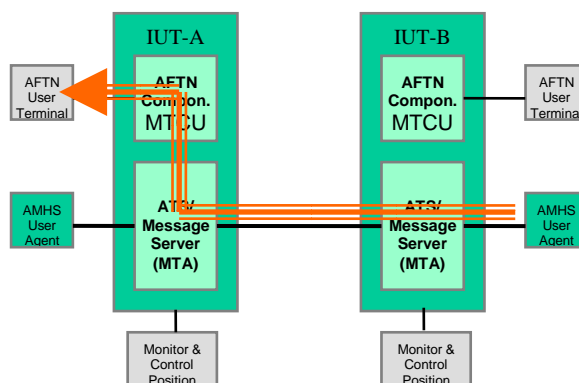 IUT-A
IUT-B
AFTN
User
Terminal
AFTN
Compon.
MTCU
AFTN
Compon.
MTCU
AFTN
User
Terminal
AMHS
User
Agent
ATS/
Message
Server
(MTA)
ATS/
Message
Server
(MTA)
AMHS
User
Agent
Monitor &
Control
Position
Monitor &
Control
Position